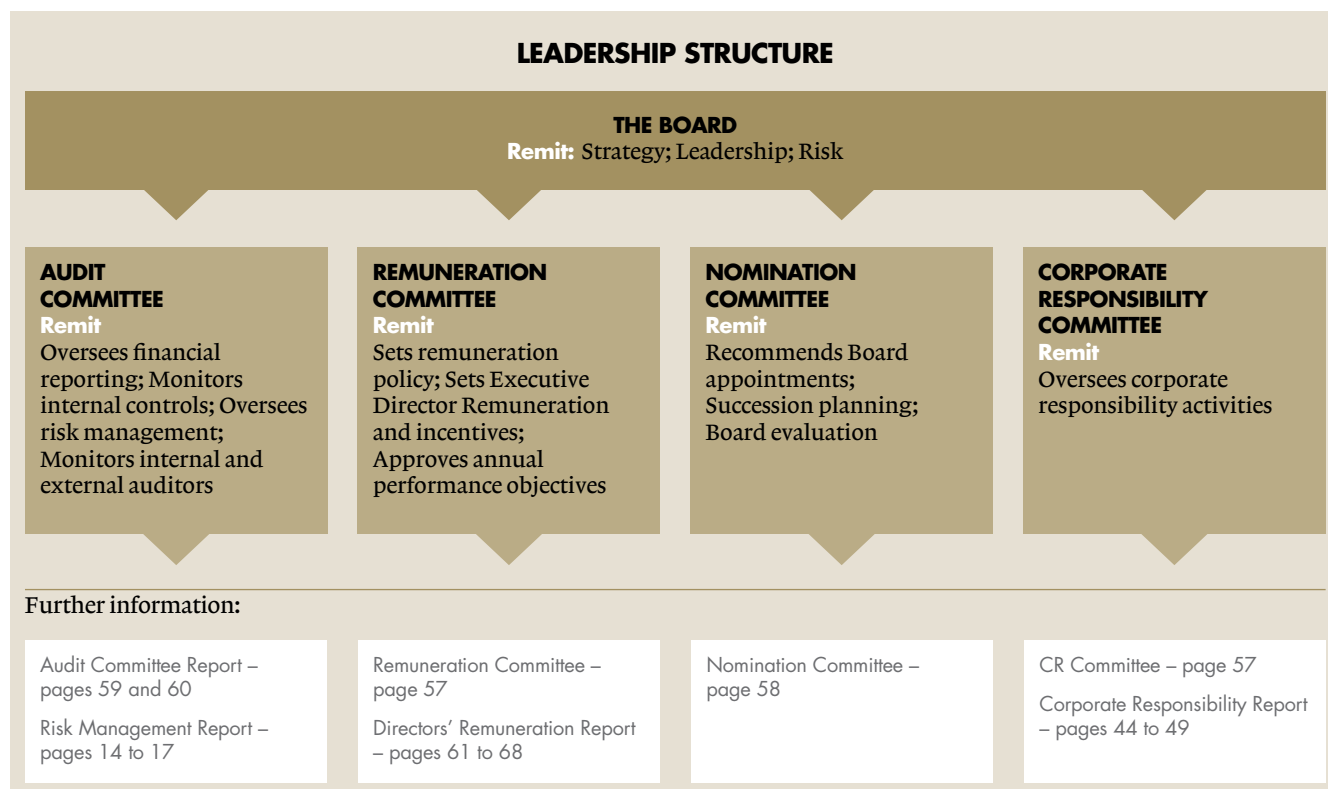 LEADERSHIP STRUCTURE
THE BOARD
Remit: Strategy; Leadership; Risk
AUDIT
COMMITTEE
Remit
Oversees financial
reporting; Monitors
internal controls; Oversees
risk management;
Monitors internal and
external auditors
REMUNERATION
COMMITTEE
Remit
Sets remuneration
policy; Sets Executive
Director Remuneration
and incentives;
Approves annual
performance objectives
NOMINATION
COMMITTEE
Remit
Recommends Board
appointments;
Succession planning;
Board evaluation
CORPORATE
RESPONSIBILITY
COMMITTEE
Remit
Oversees corporate
responsibility activities
Further information:
Audit Committee Report –
pages 59 and 60
Risk Management Report –
pages 14 to 17
Remuneration Committee –
page 57
Directors’ Remuneration Report
– pages 61 to 68
Nomination Committee –
page 58
CR Committee – page 57
Corporate Responsibility Report
– pages 44 to 49